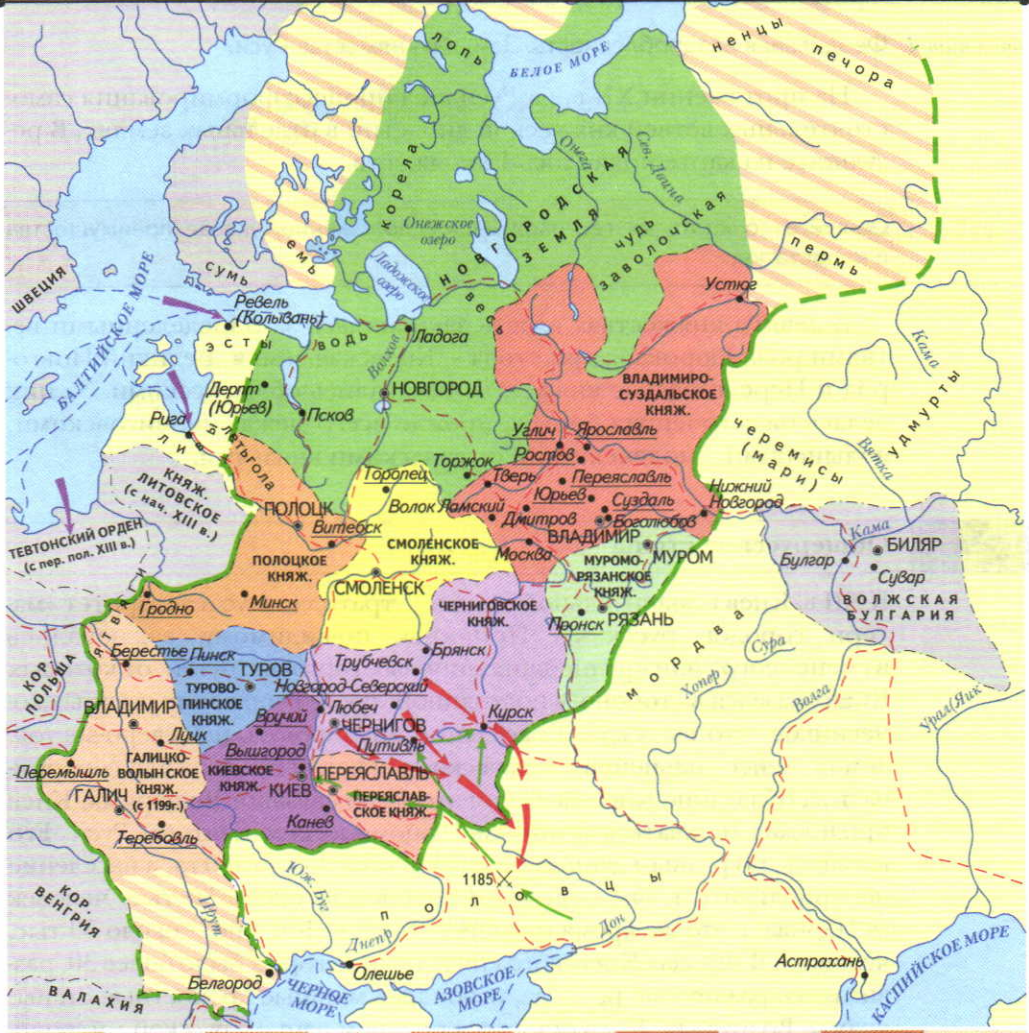 ЛОПЬ
БЕЛОЕ МОРЕ
НЕНЦЫ
ПЕЧОРА
КОРЕЛА
Онега
Сев. Двина
Онежское
озеро
НОВГОРОДСКАЯ
ЗЕМЛЯ
ЧУДЬ
ЗАВОЛОЧСКАЯ
ЕМЬ
СУМЬ
Ладожское
озеро
ВЕСЬ
ПЕРМЬ
ШВЕЦИЯ
БАЛТИЙСКОЕ МОРЕ
Ревель
(Колывань)
ЭСТЫ
ВОДЬ
Волхов
Ладога
Устюг
Кама
Дерпт
(Юрьев)
Псков
НОВГОРОД
ВЛАДИМИРО-
СУЗДАЛЬСКОЕ
КНЯЖ.
УДМУРТЫ
Вятка
ЧЕРЕМИСЫ
(МАРИ)
Рига
ЛИВЫ
ЛЕТЬГОЛА
Углич
Ярославль
Ростов
Торжок
Тверь
Переяславль
Торопец
Юрьев
Суздаль
Нижний
Новгород
КНЯЖ.
ЛИТОВСКОЕ
(с нач. XIII в.)
ПОЛОЦК
Витебск
Волок Ламский
Дмитров
Боголюбов
ВЛАДИМИР
Москва
МУРОМ
ТЕВТОНСКИЙ ОРДЕН
(с пер. пол. XIII в.)
ПОЛОЦКОЕ
КНЯЖ.
СМОЛЕНСКОЕ
КНЯЖ.
МУРОМО-
РЯЗАНСКОЕ
КНЯЖ.
Кама
Булгар
БИЛЯР
Сувар
ВОЛЖСКАЯ
БУЛГАРИЯ
СМОЛЕНСК
Гродно
Минск
ЧЕРНИГОВСКОЕ
КНЯЖ.
Пронск
РЯЗАНЬ
ЯТВЯГИ
МОРДВА
Сура
Хопер
Волга
Урал(Яик)
КОР.
ПОЛЬША
Берестье
Пинск
ТУРОВ
Трубчевск
Брянск
Новгород-Северский
ТУРОВО-
ПИНСКОЕ
КНЯЖ.
ВЛАДИМИР
Луцк
Вручий
Любеч
ЧЕРНИГОВ
Курск
Путивль
Вышгород
Перемышль
ГАЛИЦКО-
ВОЛЫНСКОЕ
КНЯЖ.
(с 1199г.)
КИЕВСКОЕ
КНЯЖ.
КИЕВ
ПЕРЕЯСЛАВЛЬ
ПЕРЕЯСЛАВ-
СКОЕ КНЯЖ.
ГАЛИЧ
Теребовль
Канев
1185
ПОЛОВЦЫ
КОР.
ВЕНГРИЯ
Прут
Юж. Буг
Днепр
Дон
Олешье
Белгород
ВАЛАХИЯ
ЧЕРНОЕ
МОРЕ
АЗОВСКОЕ
МОРЕ
Астрахань
КАСПИЙСКОЕ МОРЕ